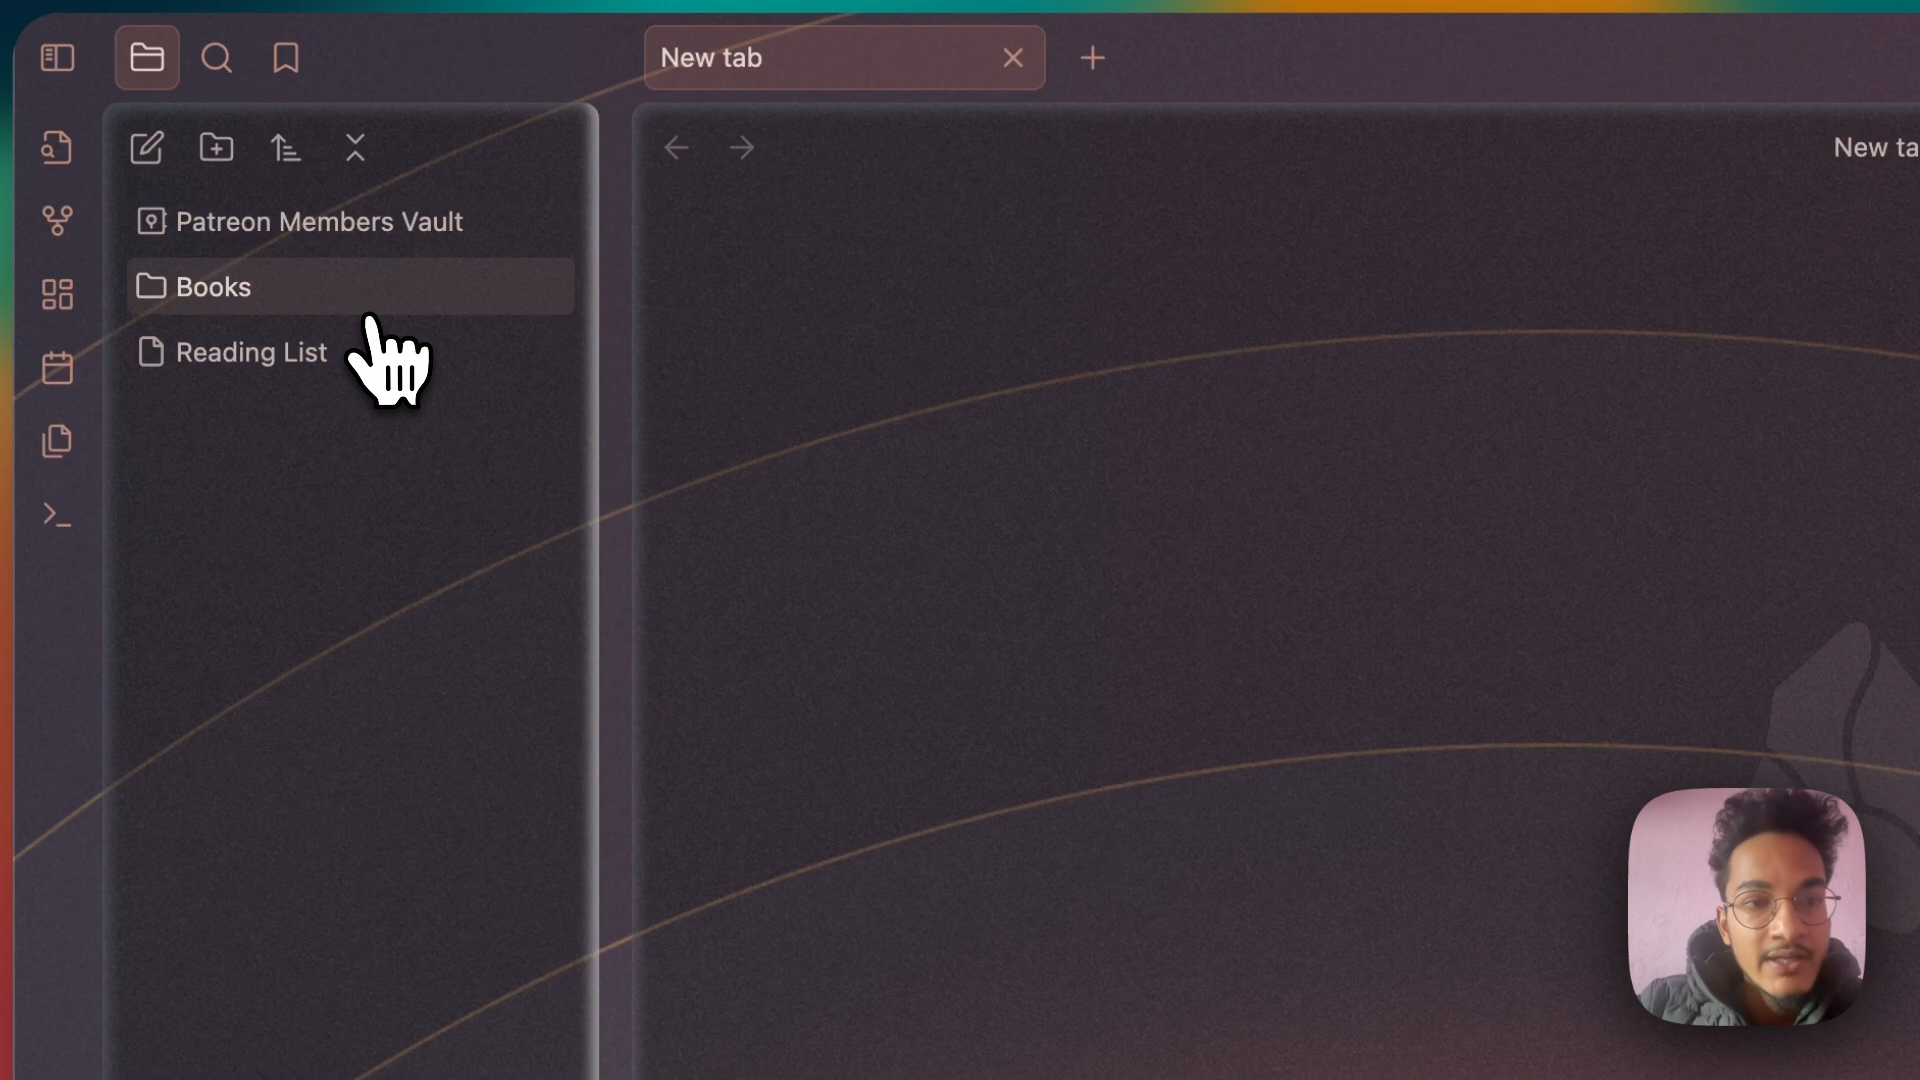 New tab
New ta
Patreon Members Vault
Books
Reading List